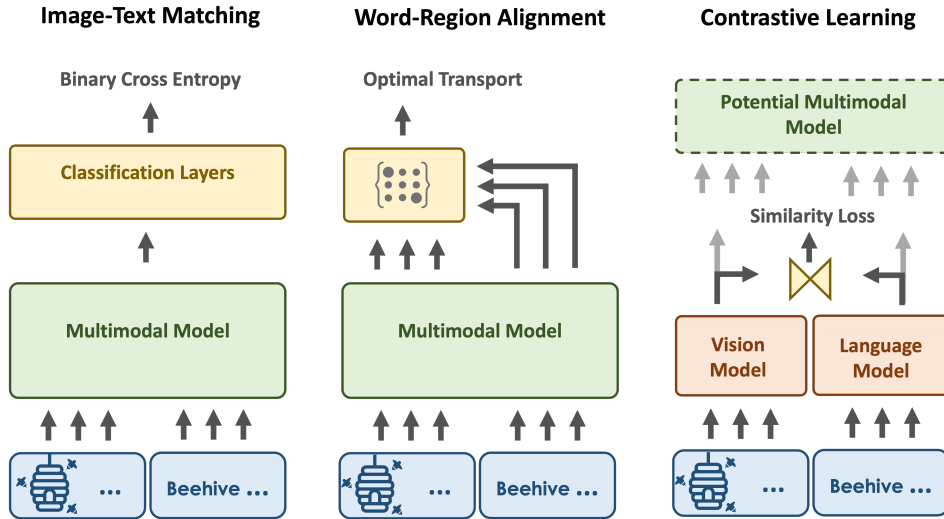 Image-Text Matching
Binary Cross Entropy
Classification Layers
Multimodal Model
...
Beehive ...
Word-Region Alignment
Optimal Transport
Multimodal Model
...
Beehive ...
Contrastive Learning
Potential Multimodal
Model
Similarity Loss
Vision
Model
Language
Model
...
Beehive ...